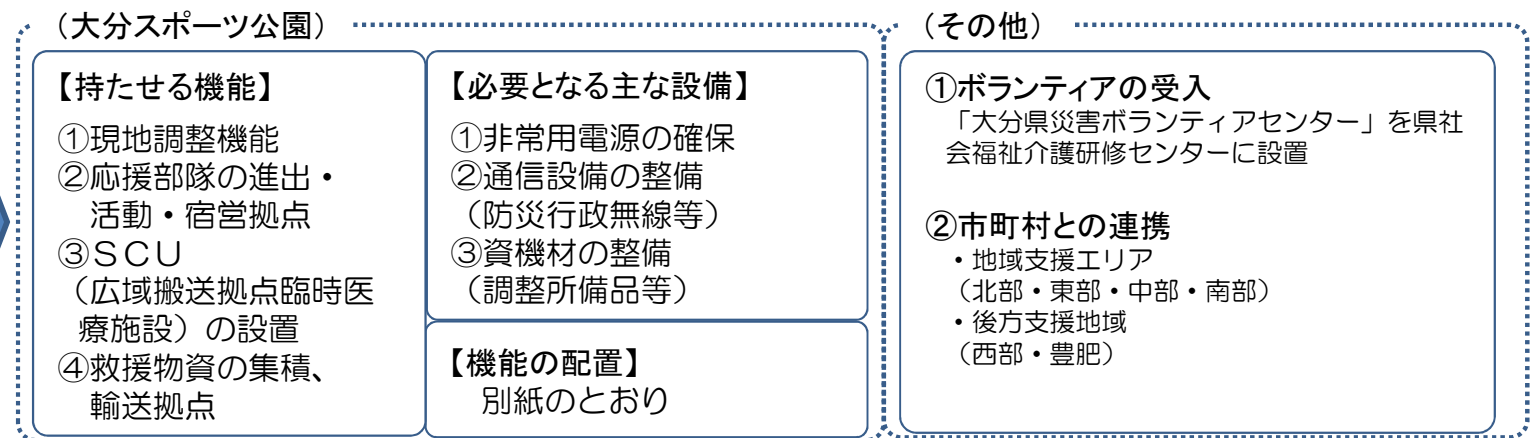 （大分スポーツ公園）
【持たせる機能】
①現地調整機能
②応援部隊の進出・
活動・宿営拠点
③ＳＣＵ
（広域搬送拠点臨時医
療施設）の設置
④救援物資の集積、
輸送拠点
【必要となる主な設備】
①非常用電源の確保
②通信設備の整備
（防災行政無線等）
③資機材の整備
（調整所備品等）
【機能の配置】
別紙のとおり
（その他）
①ボランティアの受入
「大分県災害ボランティアセンター」を県社
会福祉介護研修センターに設置
②市町村との連携
・地域支援エリア
（北部・東部・中部・南部）
・後方支援地域
（西部・豊肥）